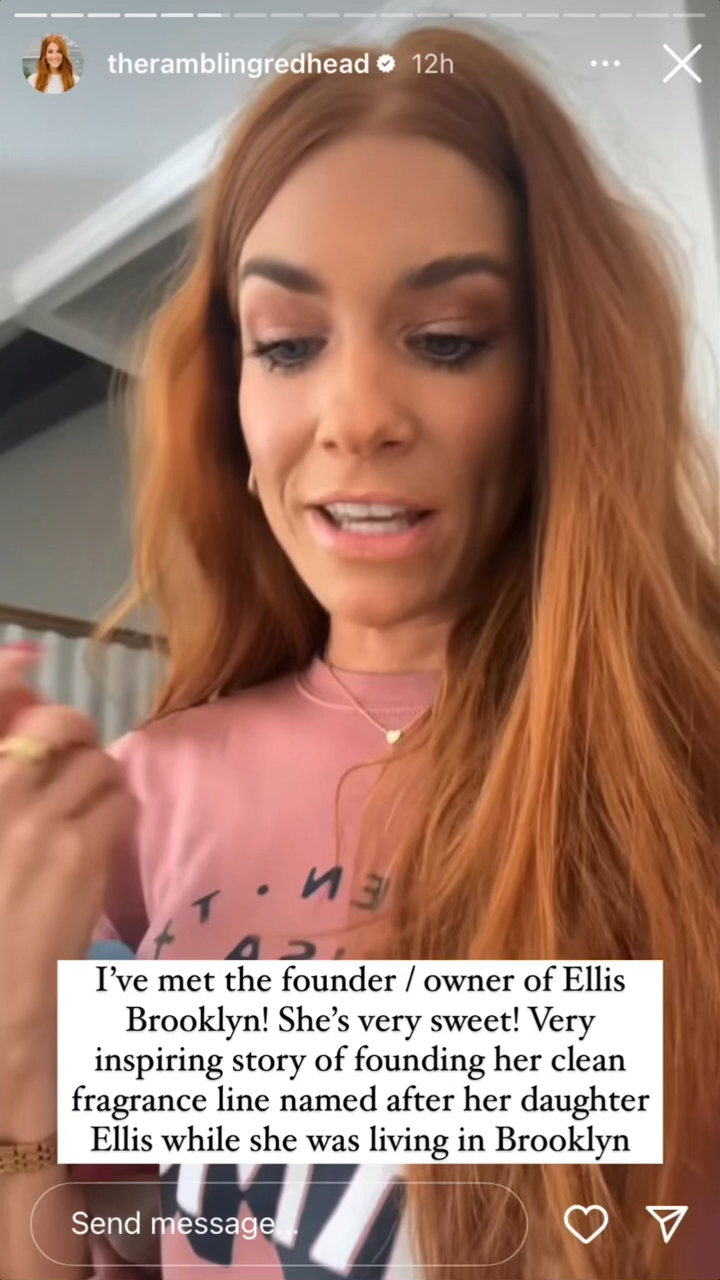 theramblingredhead 12h
I’ve met the founder / owner of Ellis
Brooklyn! She’s very sweet! Very
inspiring story of founding her clean
fragrance line named after her daughter
Ellis while she was living in Brooklyn
Send message...